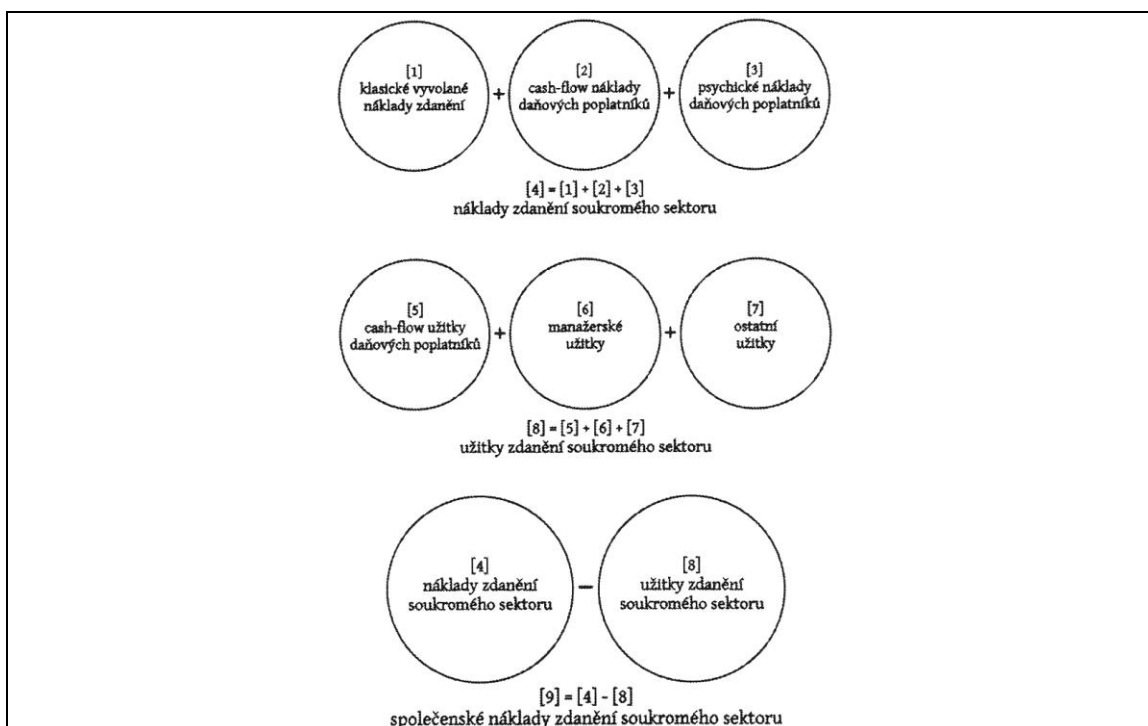 [1]
klasické vyvolané
náklady zdanění
+
[2]
cash-flow náklady
daňových poplatníků
+
[3]
psychické náklady
daňových poplatníků
[4] = [1] + [2] + [3]
náklady zdanění soukromého sektoru
[5]
cash-flow užitky
daňových poplatníků
+
[6]
manažerské
užitky
+
[7]
ostatní
užitky
[8] = [5] + [6] + [7]
užitky zdanění soukromého sektoru
[4]
náklady zdanění
soukromého sektoru
-
[8]
užitky zdanění
soukromého sektoru
[9] = [4] - [8]
společenské náklady zdanění soukromého sektoru